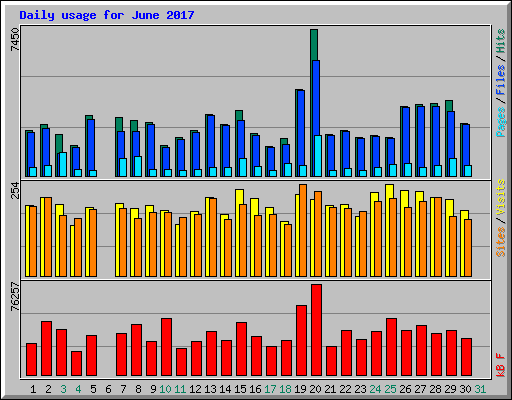 Daily usage for June 2017
7450
Pages / Files / Hits
254
Sites / Visits
76257
kB F
1 2 3 4 5 6 7 8 9 10 11 12 13 14 15 16 17 18 19 20 21 22 23 24 25 26 27 28 29 30 31